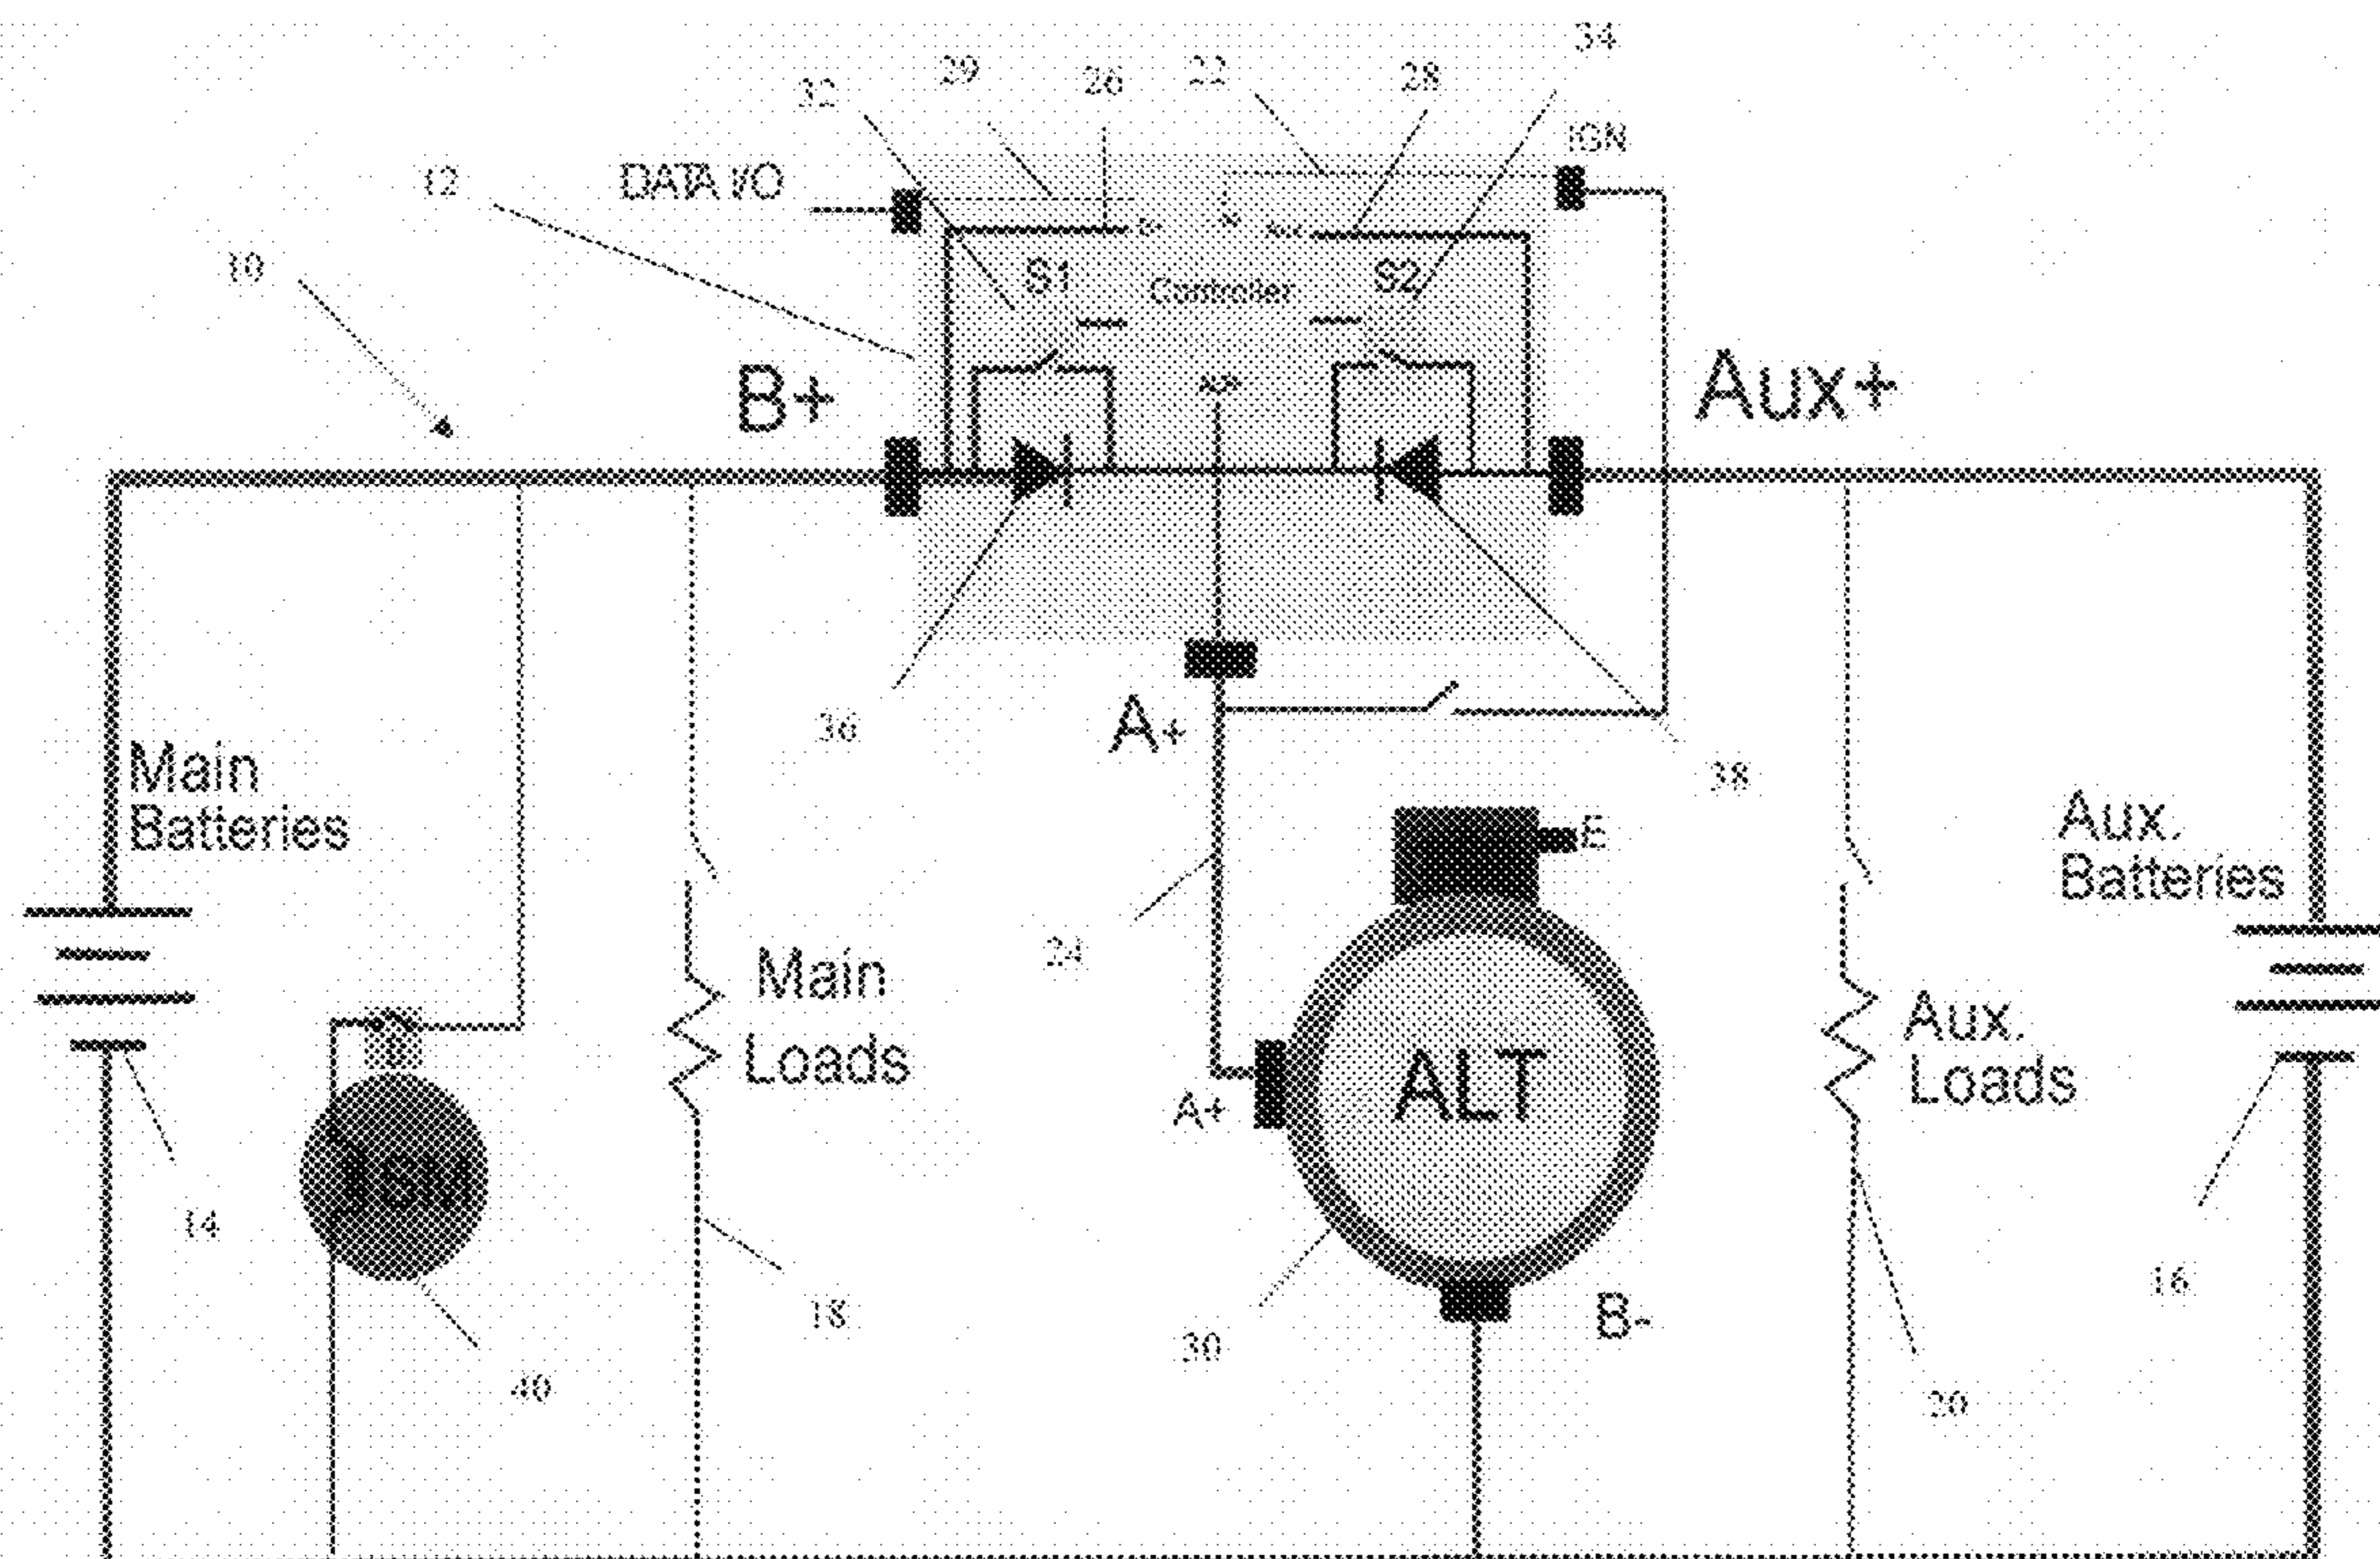 34
29
26
22
28
32
IGN
12
DATA I/O
10
S1
S2
Controller
B+
Aux+
A+
36
38
Main
Batteries
E
Aux.
Batteries
24
Main
Loads
Aux.
Loads
ALT
A+
14
16
18
B-
30
40
20